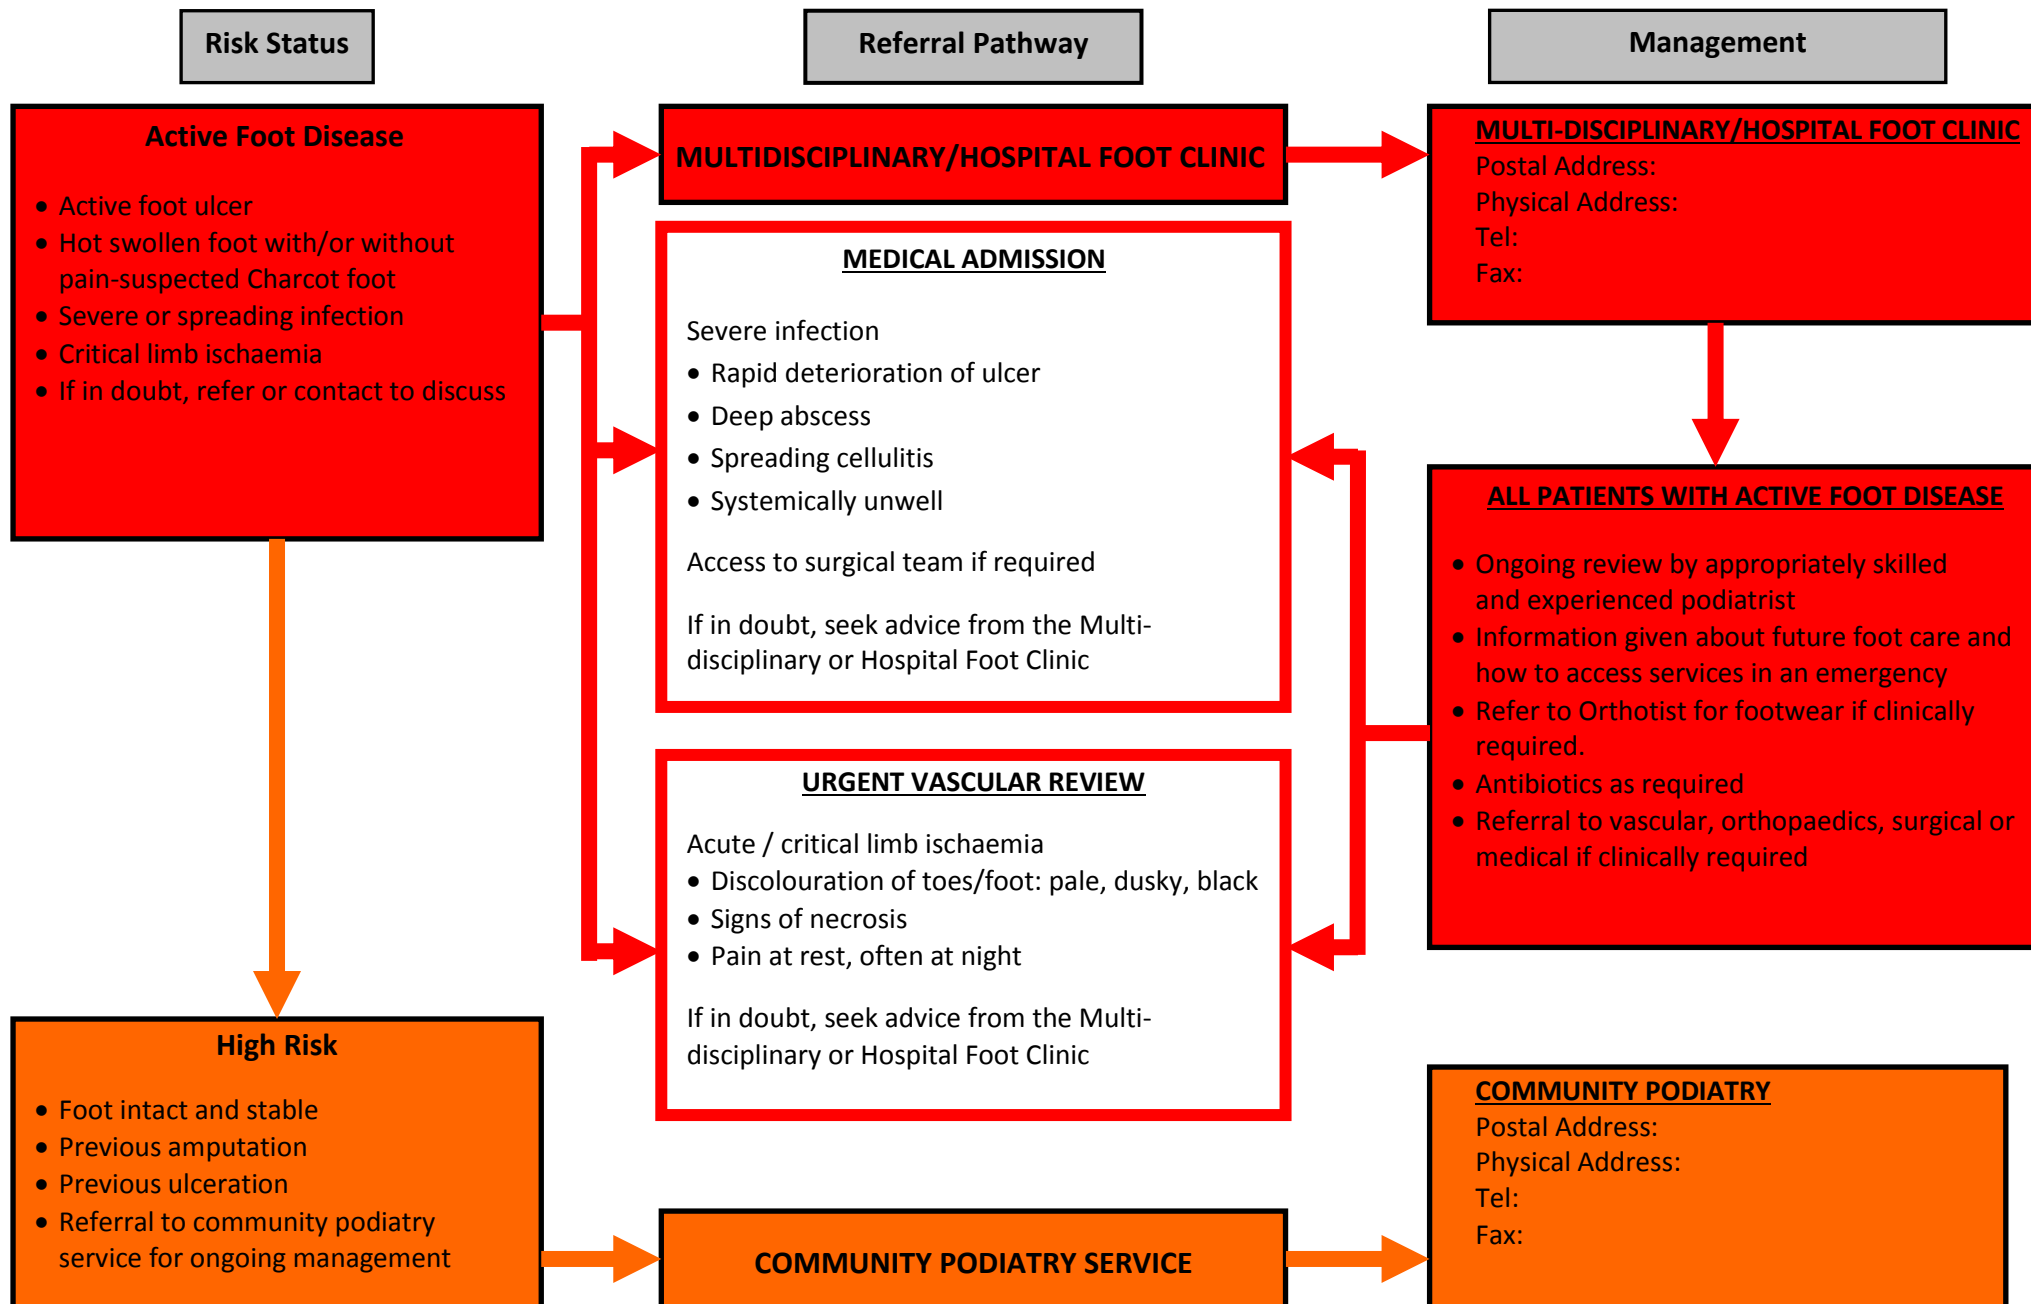 Risk Status
Referral Pathway
Management
Active Foot Disease
• Active foot ulcer
• Hot swollen foot with/or without
pain-suspected Charcot foot
• Severe or spreading infection
• Critical limb ischaemia
• If in doubt, refer or contact to discuss
MULTIDISCIPLINARY/HOSPITAL FOOT CLINIC
MULTI-DISCIPLINARY/HOSPITAL FOOT CLINIC
Postal Address:
Physical Address:
Tel:
Fax:
MEDICAL ADMISSION
Severe infection
• Rapid deterioration of ulcer
• Deep abscess
• Spreading cellulitis
• Systemically unwell
Access to surgical team if required
If in doubt, seek advice from the Multi-
disciplinary or Hospital Foot Clinic
ALL PATIENTS WITH ACTIVE FOOT DISEASE
• Ongoing review by appropriately skilled
and experienced podiatrist
• Information given about future foot care and
how to access services in an emergency
• Refer to Orthotist for footwear if clinically
required.
• Antibiotics as required
• Referral to vascular, orthopaedics, surgical or
medical if clinically required
URGENT VASCULAR REVIEW
Acute / critical limb ischaemia
• Discolouration of toes/foot: pale, dusky, black
• Signs of necrosis
• Pain at rest, often at night
If in doubt, seek advice from the Multi-
disciplinary or Hospital Foot Clinic
High Risk
• Foot intact and stable
• Previous amputation
• Previous ulceration
• Referral to community podiatry
service for ongoing management
COMMUNITY PODIATRY SERVICE
COMMUNITY PODIATRY
Postal Address:
Physical Address:
Tel:
Fax: